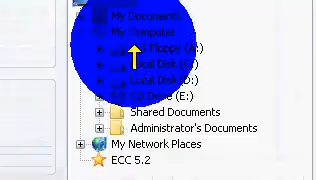 My Documents
My Computer
Floppy (A:)
Local Disk (C:)
Local Disk (D:)
CD Drive (E:)
Shared Documents
Administrator's Documents
My Network Places
ECC 5.2